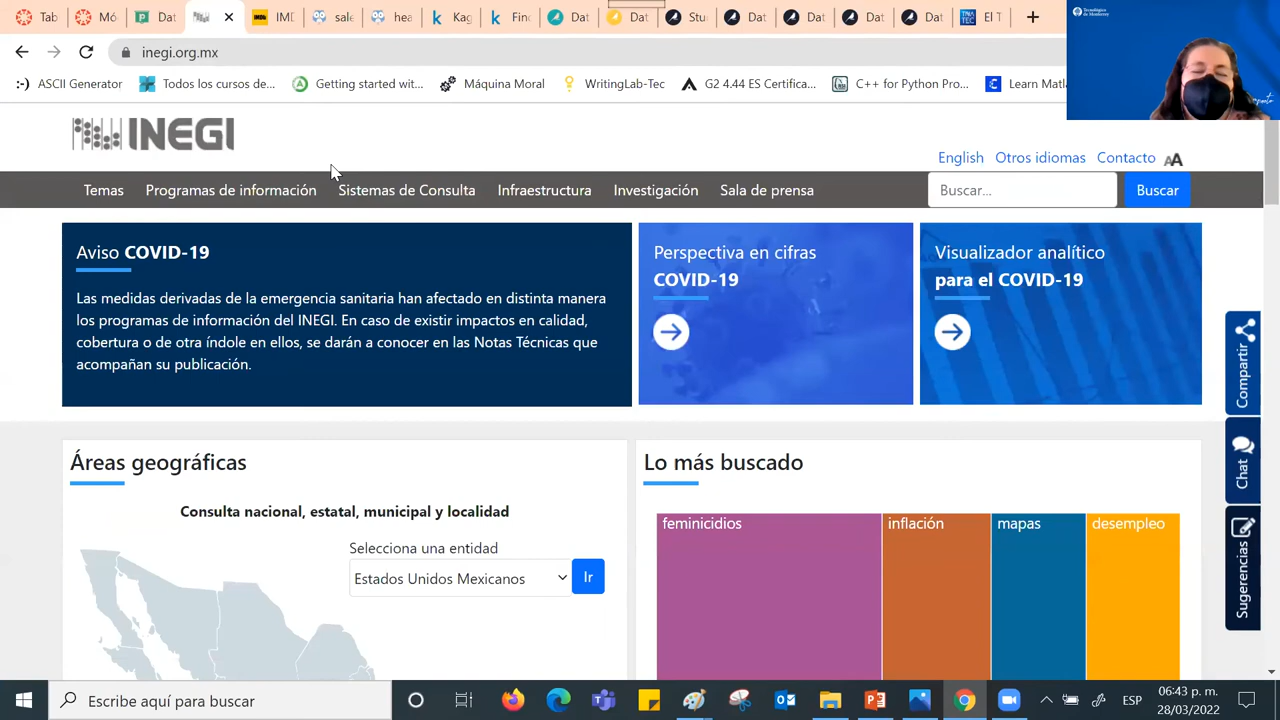 Tab
Mó
Dat
org
IMD
sale
Kag
Fin
Dat
Dat
Stu
Dat
Dat
Dat
Dat
El T
inegi.org.mx
ASCII Generator
Todos los cursos de...
Getting started wit...
Máquina Moral
WritingLab-Tec
G2 4.44 ES Certifica...
C++ for Python Pro...
Learn Matla
Tecnológico
de Monterrey
INEGI
English Otros idiomas Contacto AA
Temas Programas de información Sistemas de Consulta Infraestructura Investigación Sala de prensa Buscar... Buscar
Aviso COVID-19
Las medidas derivadas de la emergencia sanitaria han afectado en distinta manera
los programas de información del INEGI. En caso de existir impactos en calidad,
cobertura o de otra índole en ellos, se darán a conocer en las Notas Técnicas que
acompañan su publicación.
Perspectiva en cifras
COVID-19
Visualizador analítico
para el COVID-19
Compartir
Chat
Sugerencias
Áreas geográficas
Consulta nacional, estatal, municipal y localidad
Selecciona una entidad
Estados Unidos Mexicanos Ir
Lo más buscado
feminicidios
inflación
mapas
desempleo
Escribe aquí para buscar
ESP
06:43 p. m.
28/03/2022